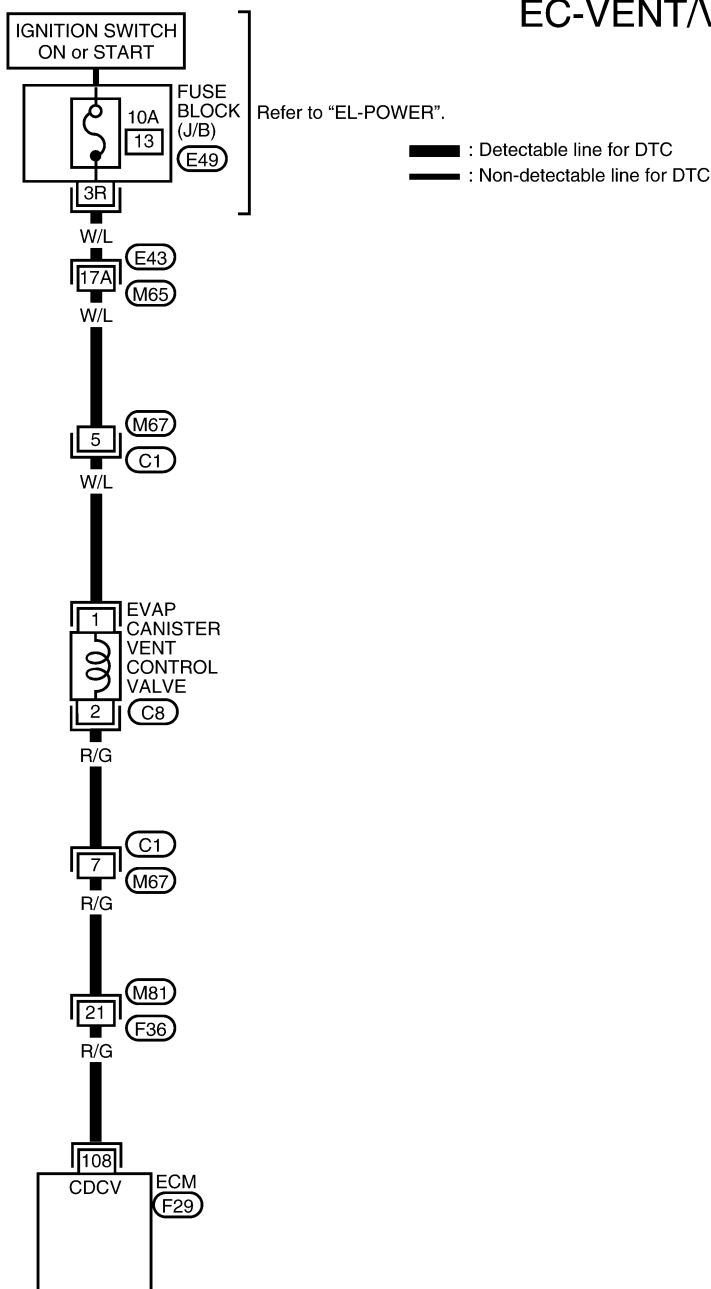 EC-VENT/V
IGNITION SWITCH
ON or START
FUSE
BLOCK
(J/B)
10A
13
E49
Refer to “EL-POWER”.
: Detectable line for DTC
: Non-detectable line for DTC
3R
W/L
E43
17A
M65
W/L
M67
5
C1
W/L
1
EVAP
CANISTER
VENT
CONTROL
VALVE
2
C8
R/G
C1
7
M67
R/G
M81
21
F36
R/G
108
CDCV
ECM
F29